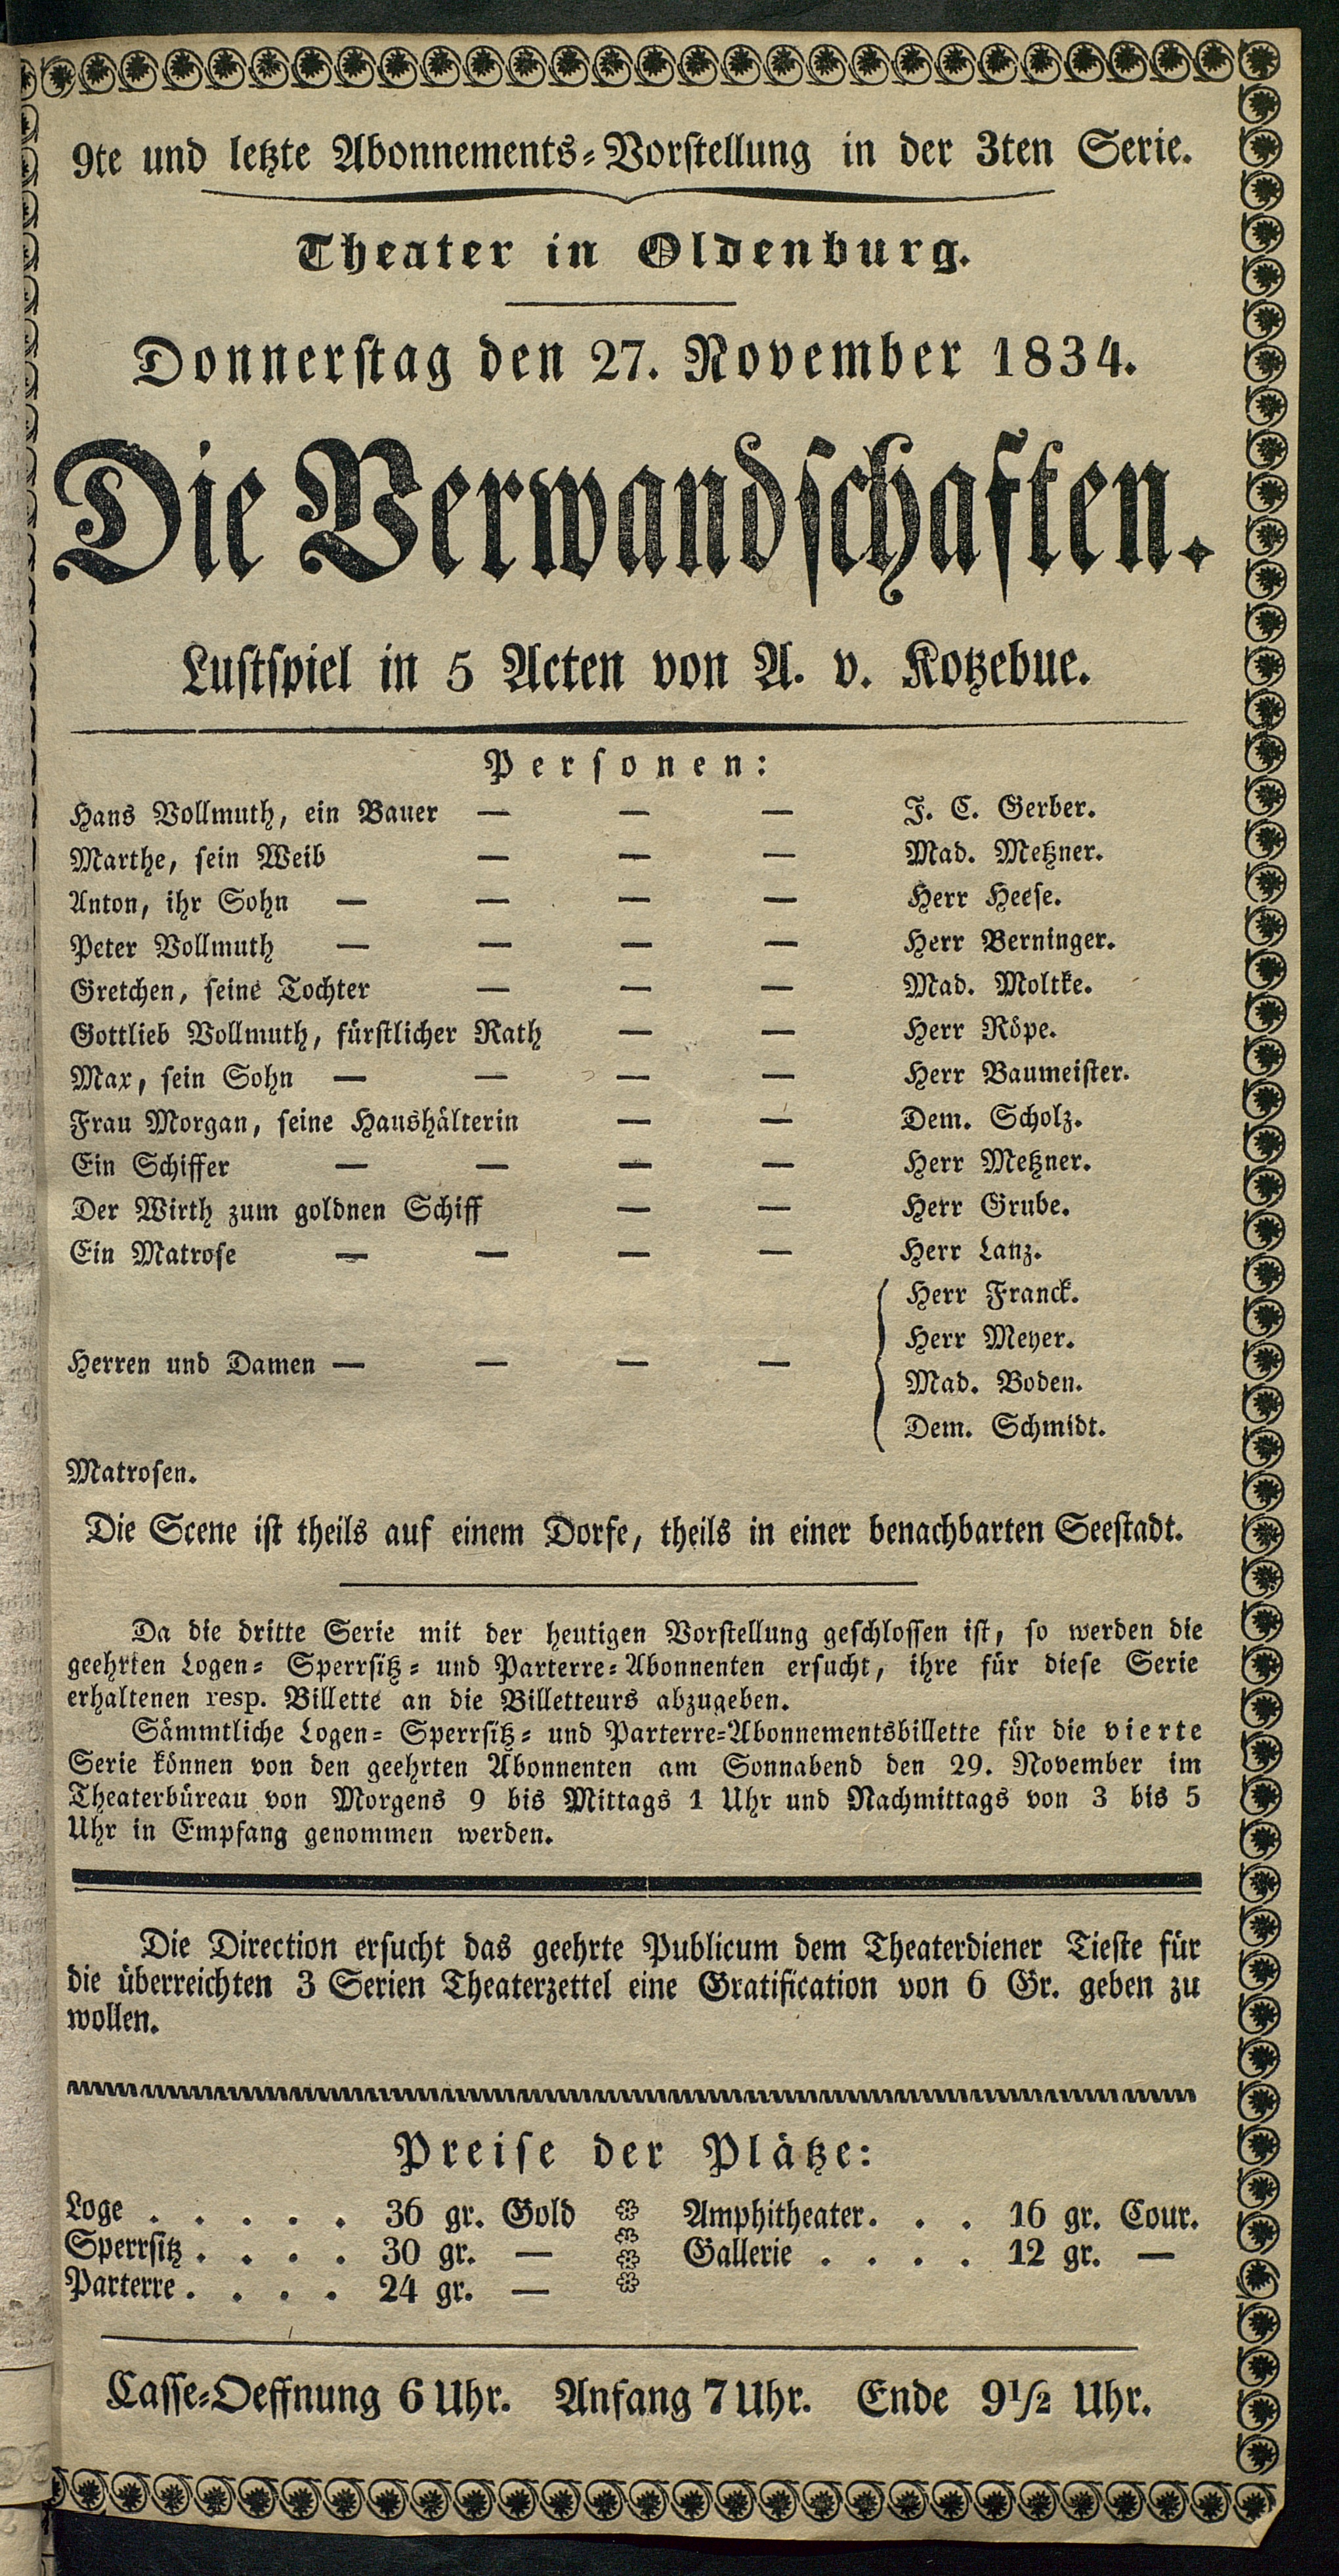 9te und letzte Abonnements-Vorstellung in der 3ten Serie.
Theater in Oldenburg.
Donnerstag den 27. November 1834.
Die Verwandschaften.
Lustspiel in 5 Acten von A. v. Kotzebue.
Personen:
Hans Vollmuth, ein Bauer — — — J. C. Gerber.
Marthe, sein Weib — — — Mad. Metzner.
Anton, ihr Sohn — — — — Herr Heese.
Peter Vollmuth — — — — Herr Berninger.
Gretchen, seine Tochter — — — Mad. Moltke.
Gottlieb Vollmuth, fürstlicher Rath — — Herr Röpe.
Max, sein Sohn — — — — Herr Baumeister.
Frau Morgan, seine Haushälterin — — Dem. Scholz.
Ein Schiffer — — — — Herr Metzner.
Der Wirth zum goldnen Schiff — — Herr Grube.
Ein Matrose — — — — Herr Lanz.
Herren und Damen — — — —
Herr Franck.
Herr Meyer.
Mad. Boden.
Dem. Schmidt.
Matrosen.
Die Scene ist theils auf einem Dorfe, theils in einer benachbarten Seestadt.
Da die dritte Serie mit der heutigen Vorstellung geschlossen ist, so werden die
geehrten Logen- Sperrsitz- und Parterre-Abonnenten ersucht, ihre für diese Serie
erhaltenen resp. Billette an die Billetteurs abzugeben.
Sämmtliche Logen- Sperrsitz- und Parterre-Abonnementsbillette für die vierte
Serie können von den geehrten Abonnenten am Sonnabend den 29. November im
Theaterbüreau von Morgens 9 bis Mittags 1 Uhr und Nachmittags von 3 bis 5
Uhr in Empfang genommen werden.
Die Direction ersucht das geehrte Publicum dem Theaterdiener Tieste für
die überreichten 3 Serien Theaterzettel eine Gratification von 6 Gr. geben zu
wollen.
Preise der Plätze:
Loge . . . . . 36 gr. Gold Amphitheater. . . 16 gr. Cour.
Sperrsitz . . . . 30 gr. — Gallerie . . . . 12 gr. —
Parterre . . . . 24 gr. —
Casse-Oeffnung 6 Uhr. Anfang 7 Uhr. Ende 9½ Uhr.